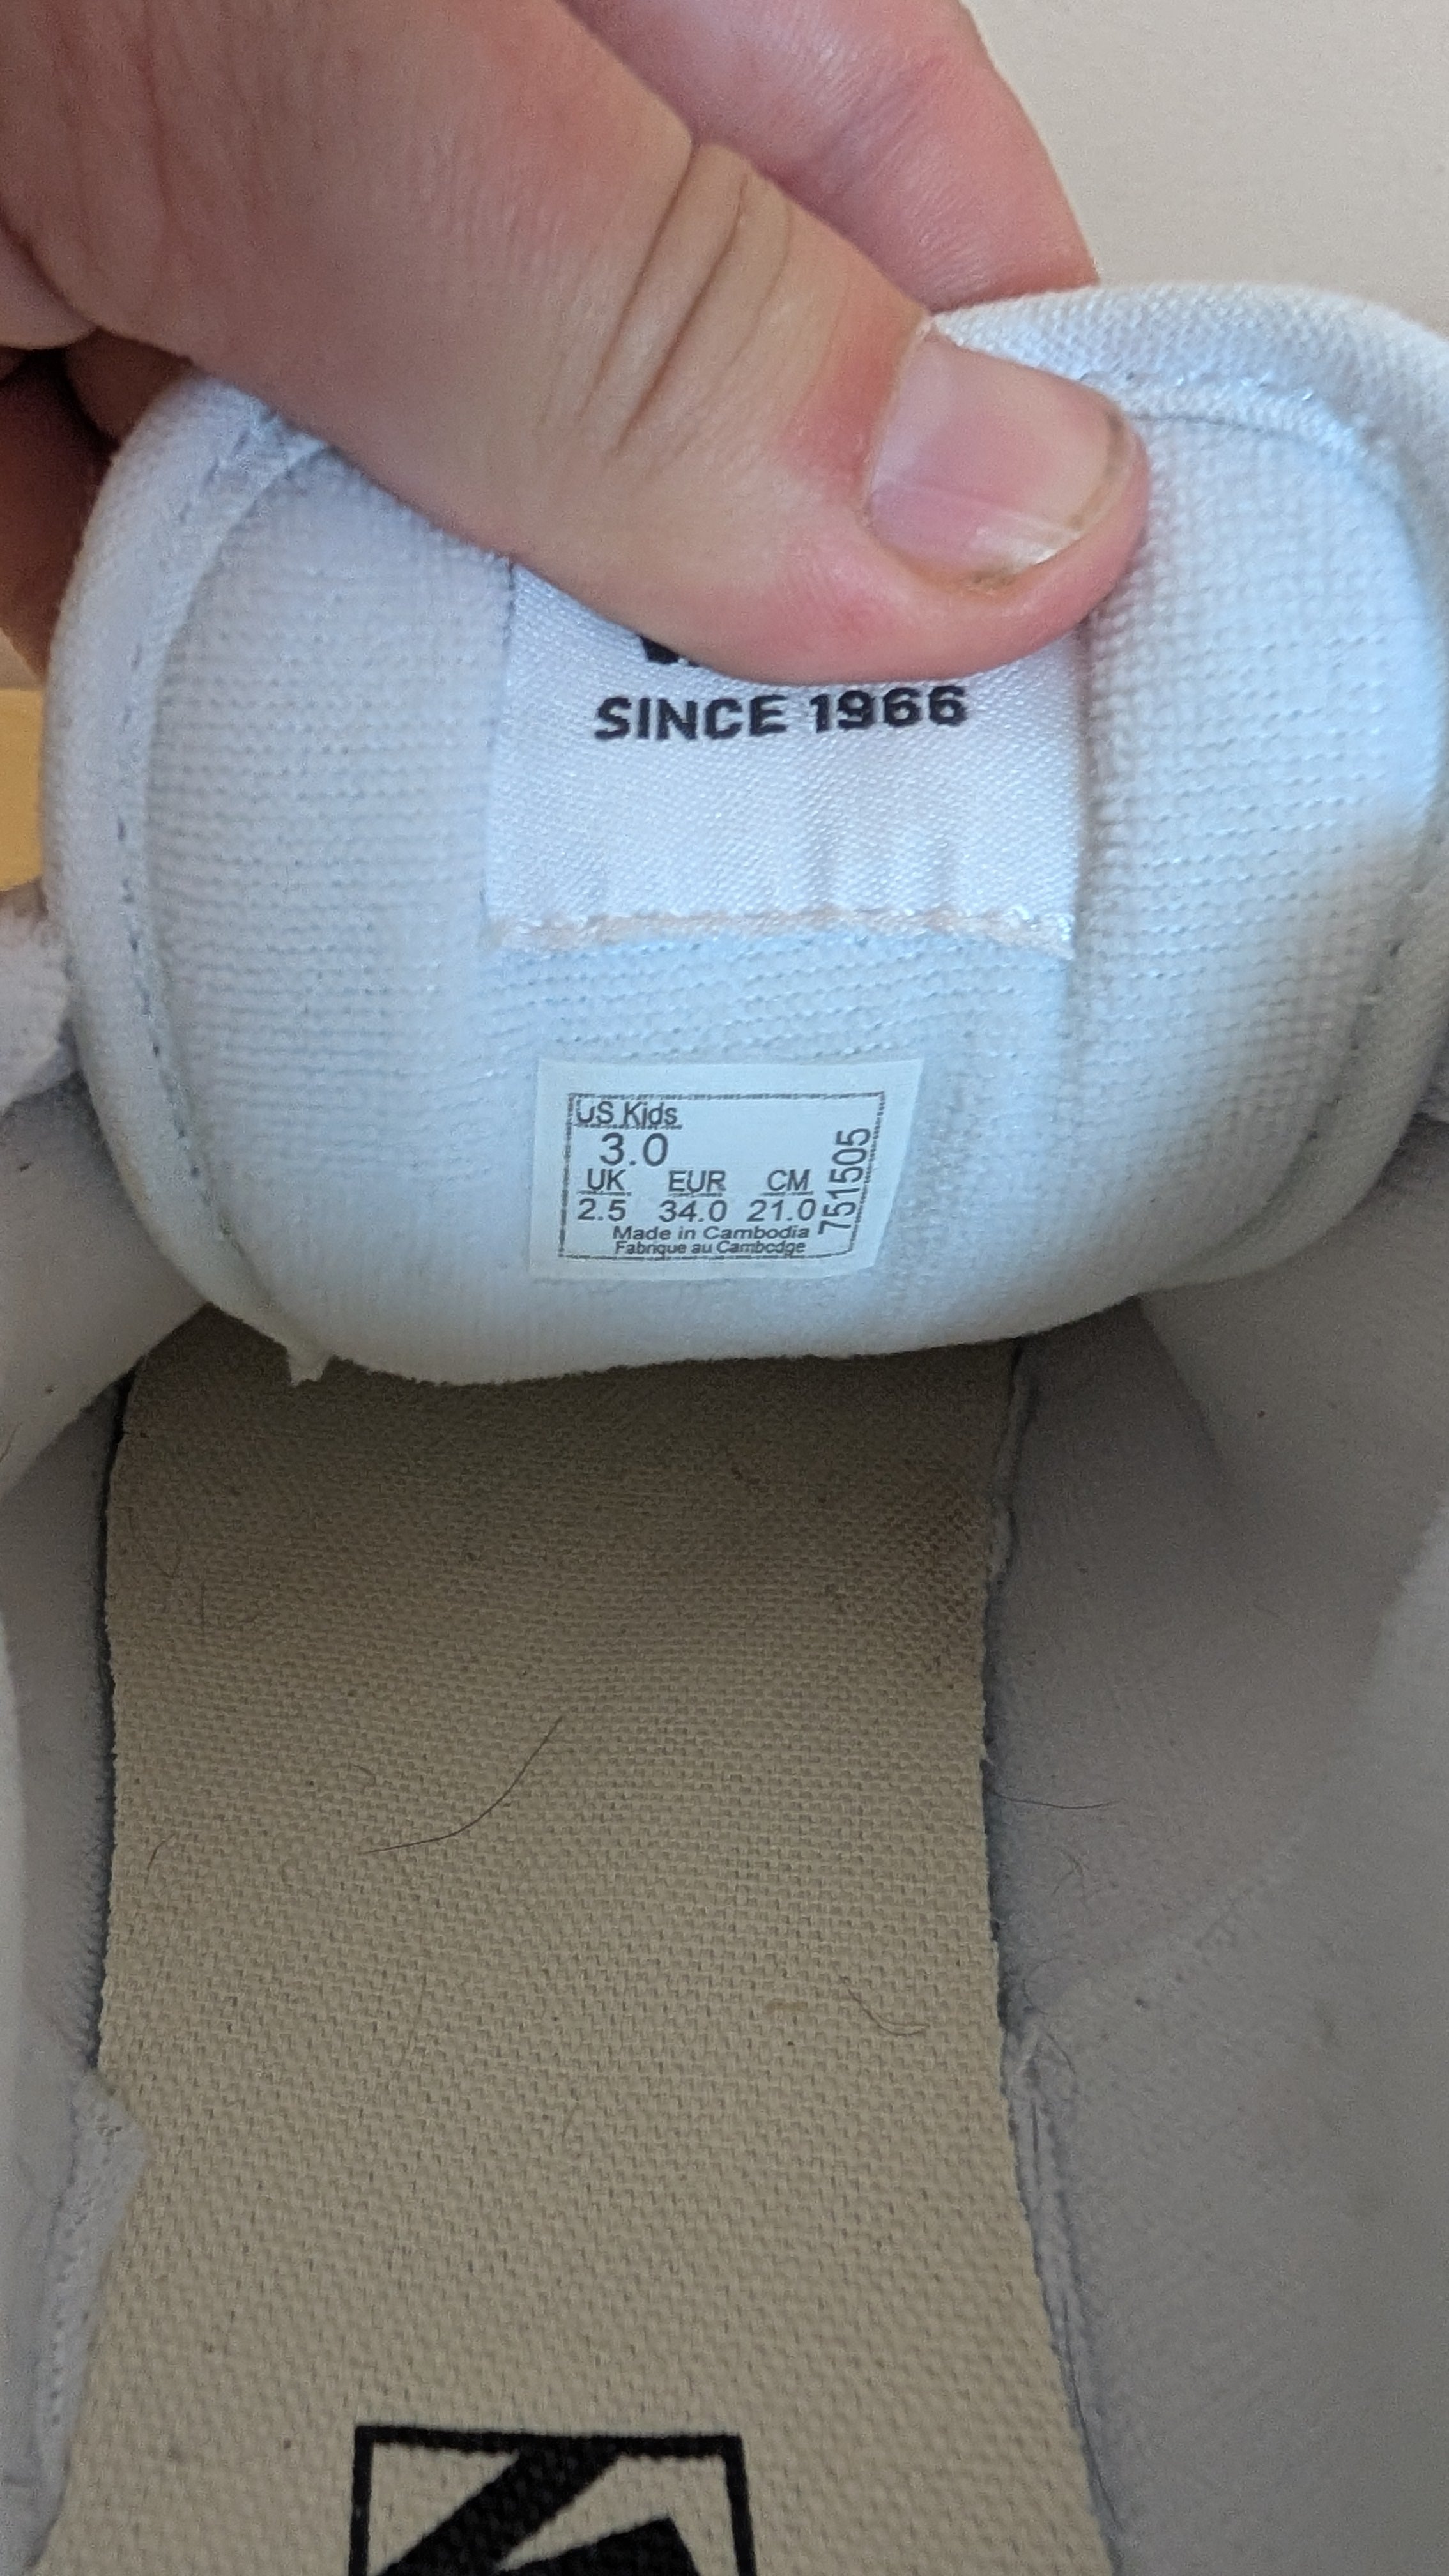 SINCE 1966
US Kids
3.0
UK EUR CM
2.5 34.0 21.0
Made in Cambodia
Fabrique au Cambodge
751505